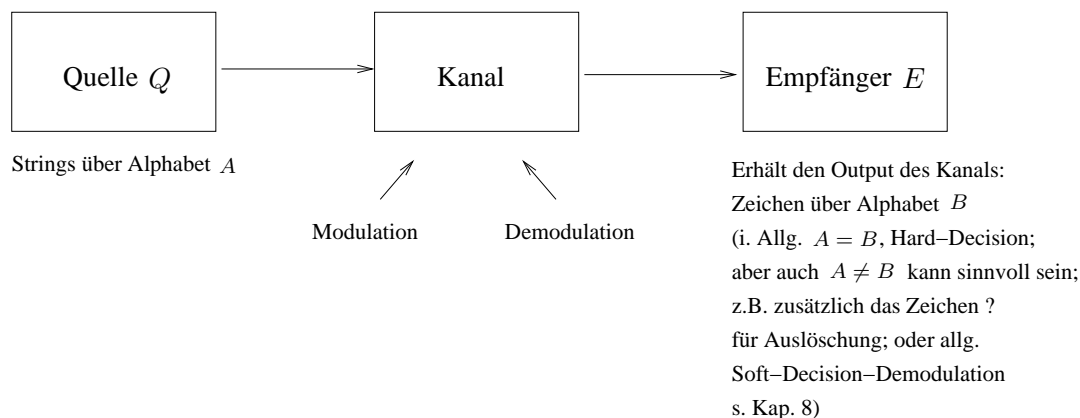 Quelle Q
Kanal
Empfänger E
Strings über Alphabet A
Modulation
Demodulation
Erhält den Output des Kanals:
Zeichen über Alphabet B
(i. Allg. A = B, Hard−Decision;
aber auch A ≠ B kann sinnvoll sein;
z.B. zusätzlich das Zeichen ?
für Auslöschung; oder allg.
Soft−Decision−Demodulation
s. Kap. 8)